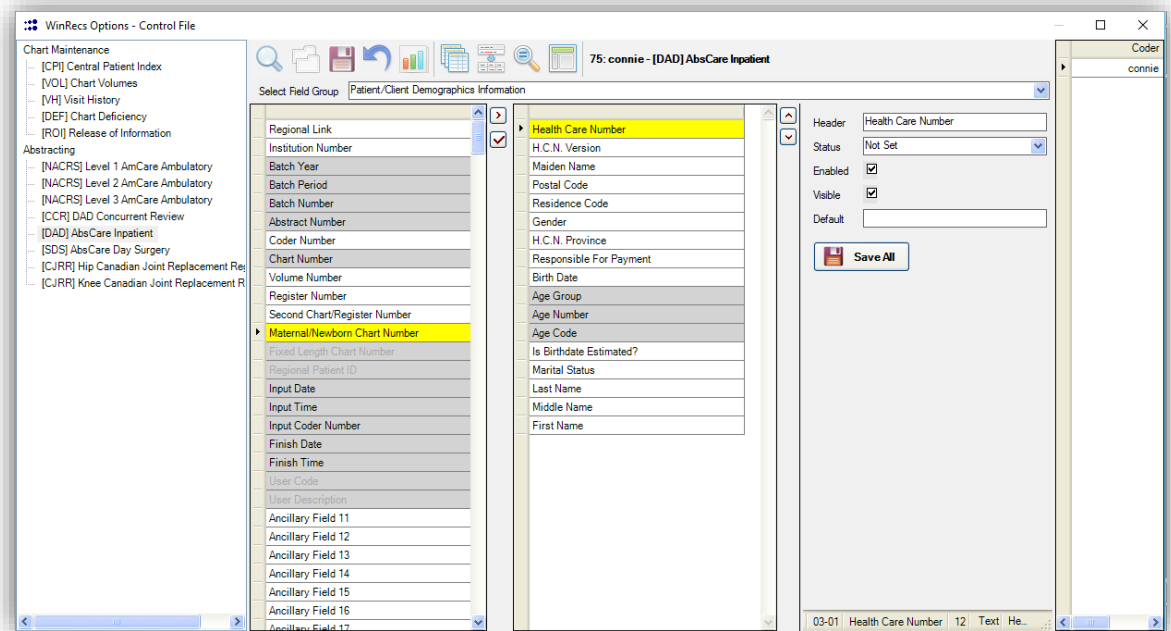 WinRecs Options - Control File
Chart Maintenance
[CPI] Central Patient Index
[VOL] Chart Volumes
[VH] Visit History
[DEF] Chart Deficiency
[ROI] Release of Information
Abstracting
[NACRS] Level 1 AmCare Ambulatory
[NACRS] Level 2 AmCare Ambulatory
[NACRS] Level 3 AmCare Ambulatory
[CCR] DAD Concurrent Review
[DAD] AbsCare Inpatient
[SDS] AbsCare Day Surgery
[CJRR] Hip Canadian Joint Replacement Reg
[CJRR] Knee Canadian Joint Replacement R
75: connie - [DAD] AbsCare Inpatient
Select Field Group Patient/Client Demographics Information
Regional Link
Institution Number
Batch Year
Batch Period
Batch Number
Abstract Number
Coder Number
Chart Number
Volume Number
Register Number
Second Chart/Register Number
Maternal/Newborn Chart Number
Fixed Length Chart Number
Regional Patient ID
Input Date
Input Time
Input Coder Number
Finish Date
Finish Time
User Code
User Description
Ancillary Field 11
Ancillary Field 12
Ancillary Field 13
Ancillary Field 14
Ancillary Field 15
Ancillary Field 16
Ancillary Field 17
Health Care Number
H.C.N. Version
Maiden Name
Postal Code
Residence Code
Gender
H.C.N. Province
Responsible For Payment
Birth Date
Age Group
Age Number
Age Code
Is Birthdate Estimated?
Marital Status
Last Name
Middle Name
First Name
Header Health Care Number
Status Not Set
Enabled
Visible
Default
Save All
03-01 Health Care Number 12 Text He...
Coder
connie